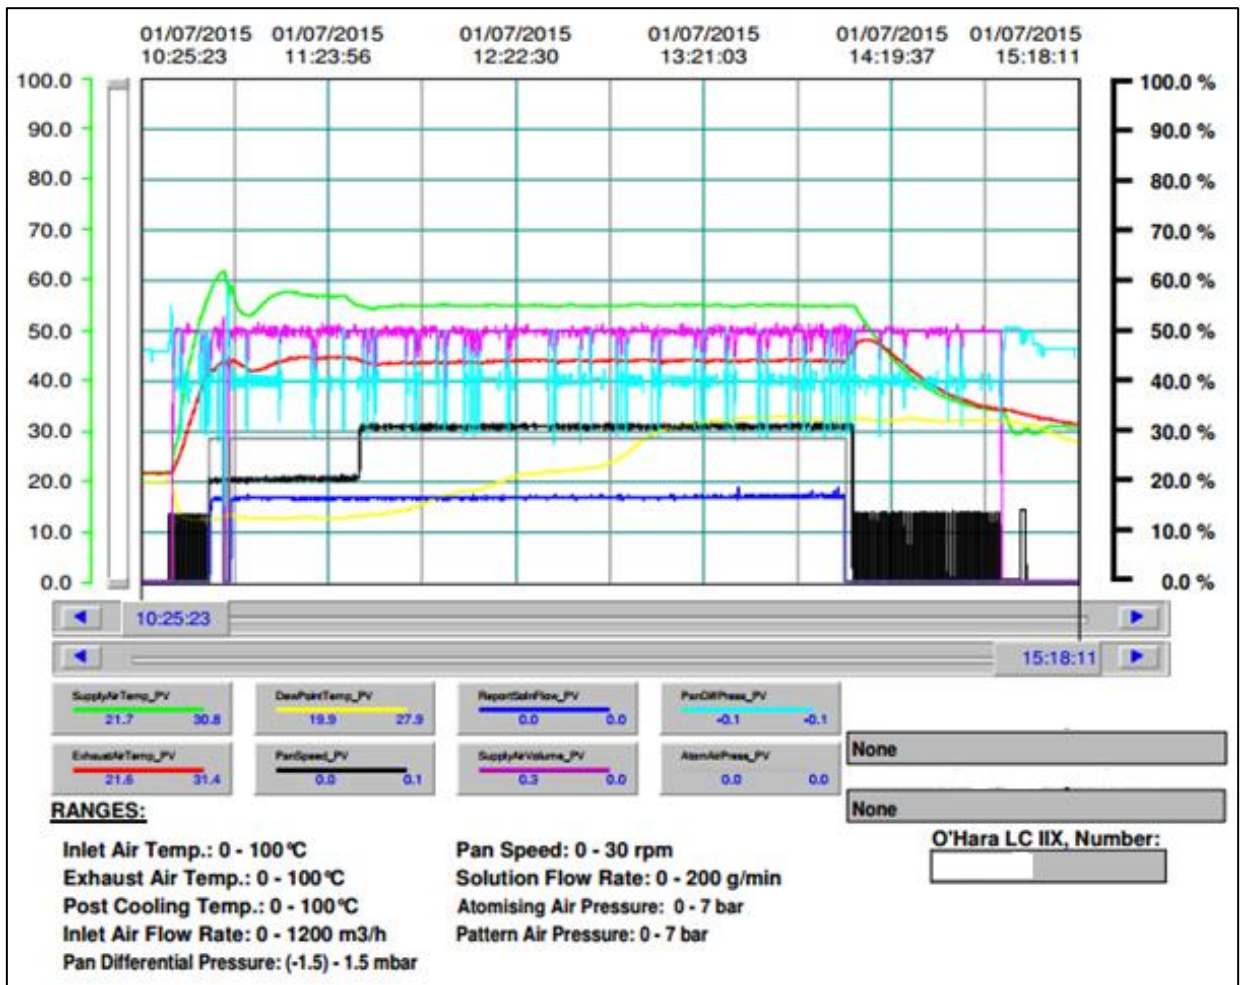 01/07/2015 01/07/2015 01/07/2015 01/07/2015 01/07/2015 01/07/2015
10:25:23 11:23:56 12:22:30 13:21:03 14:19:37 15:18:11
100.0 100.0 %
90.0 90.0 %
80.0 80.0 %
70.0 70.0 %
60.0 60.0 %
50.0 50.0 %
40.0 40.0 %
30.0 30.0 %
20.0 20.0 %
10.0 10.0 %
0.0 0.0 %
10:25:23
15:18:11
SupplyAirTemp_PV DewPointTemp_PV ReportSolnFlow_PV PanDiffPress_PV
21.7 30.8 19.9 27.9 0.0 0.0 -0.1 -0.1
ExhaustAirTemp_PV PanSpeed_PV SupplyAirVolume_PV AtomAirPress_PV
21.6 31.4 0.0 0.1 0.3 0.0 0.0 0.0
None
None
RANGES:
O'Hara LC IIX, Number:
Inlet Air Temp.: 0 - 100°C
Exhaust Air Temp.: 0 - 100°C
Post Cooling Temp.: 0 - 100°C
Inlet Air Flow Rate: 0 - 1200 m3/h
Pan Differential Pressure: (-1.5) - 1.5 mbar
Pan Speed: 0 - 30 rpm
Solution Flow Rate: 0 - 200 g/min
Atomising Air Pressure: 0 - 7 bar
Pattern Air Pressure: 0 - 7 bar